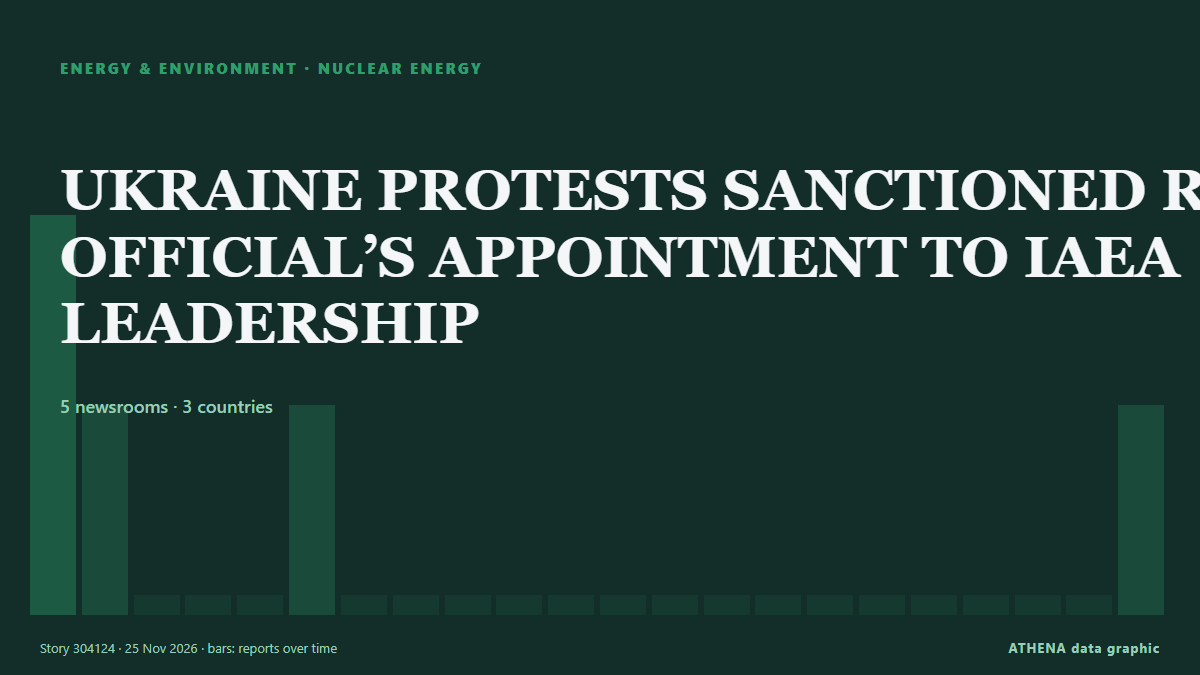 ENERGY & ENVIRONMENT · NUCLEAR ENERGY
UKRAINE PROTESTS SANCTIONED
OFFICIAL’S APPOINTMENT TO IAEA
LEADERSHIP
5 newsrooms · 3 countries
Story 304124 · 25 Nov 2026 · bars: reports over time
ATHENA data graphic